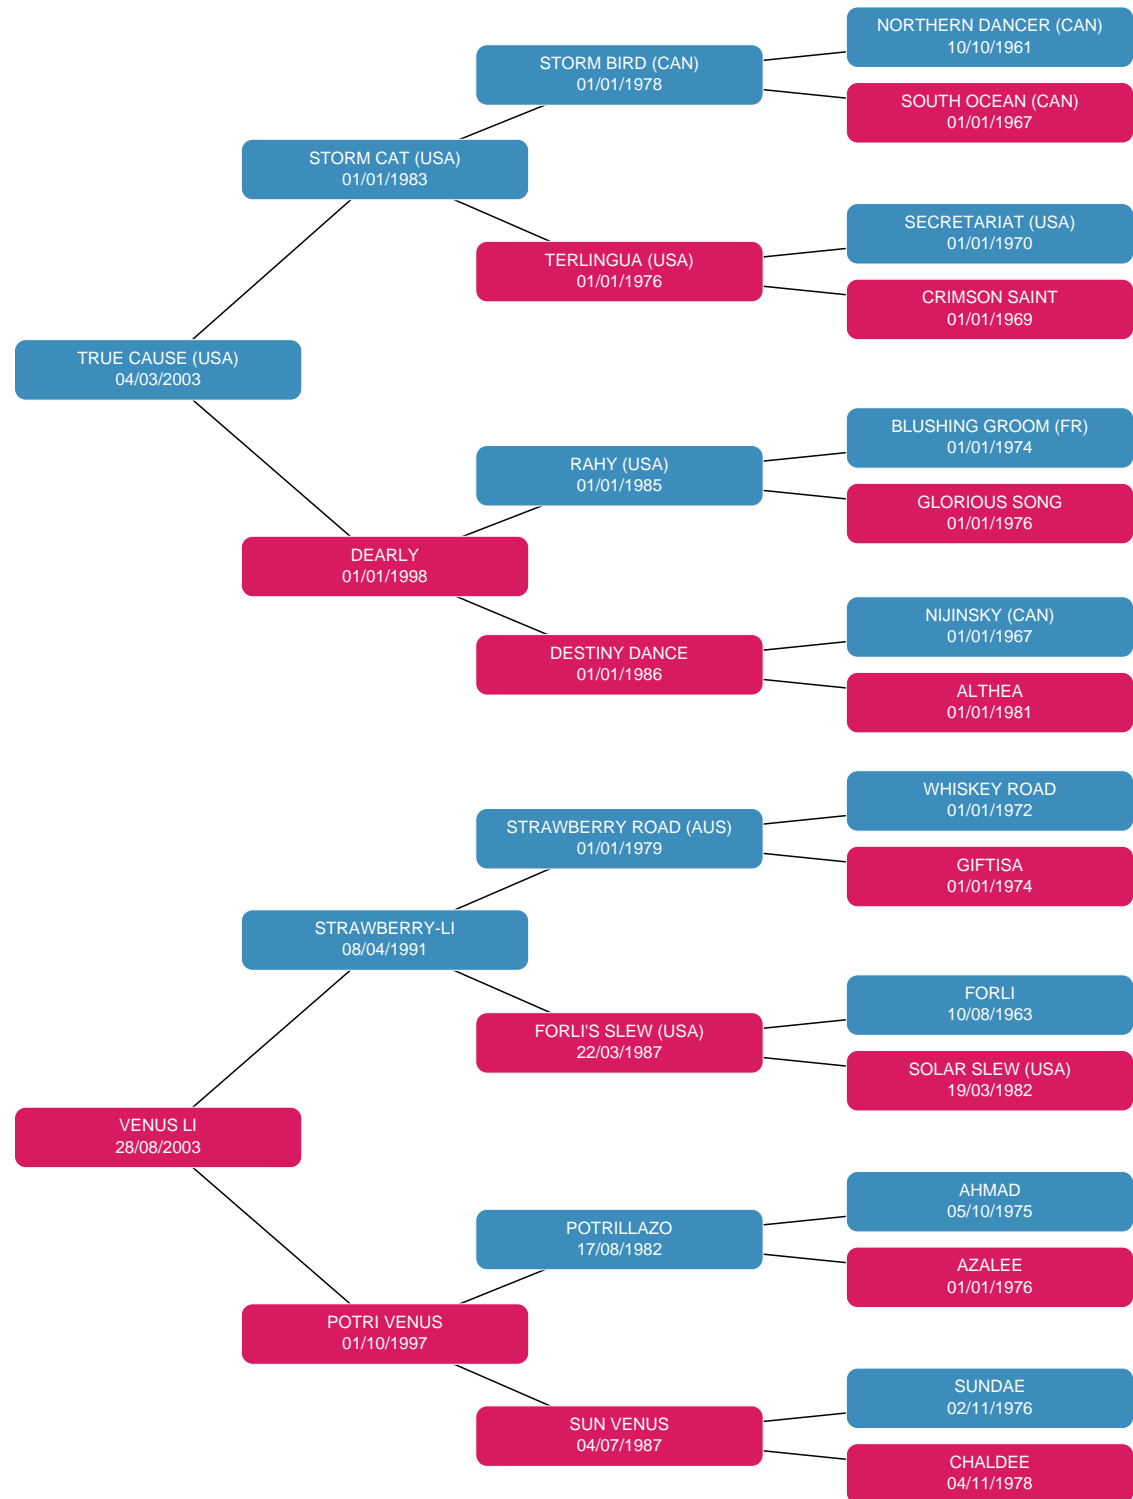 NORTHERN DANCER (CAN)
10/10/1961
STORM BIRD (CAN)
01/01/1978
SOUTH OCEAN (CAN)
01/01/1967
STORM CAT (USA)
01/01/1983
SECRETARIAT (USA)
01/01/1970
TERLINGUA (USA)
01/01/1976
CRIMSON SAINT
01/01/1969
TRUE CAUSE (USA)
04/03/2003
BLUSHING GROOM (FR)
01/01/1974
RAHY (USA)
01/01/1985
GLORIOUS SONG
01/01/1976
DEARLY
01/01/1998
NIJINSKY (CAN)
01/01/1967
DESTINY DANCE
01/01/1986
ALTHEA
01/01/1981
WHISKEY ROAD
01/01/1972
STRAWBERRY ROAD (AUS)
01/01/1979
GIFTISA
01/01/1974
STRAWBERRY-LI
08/04/1991
FORLI
10/08/1963
FORLI'S SLEW (USA)
22/03/1987
SOLAR SLEW (USA)
19/03/1982
VENUS LI
28/08/2003
AHMAD
05/10/1975
POTRILLAZO
17/08/1982
AZALEE
01/01/1976
POTRI VENUS
01/10/1997
SUNDAE
02/11/1976
SUN VENUS
04/07/1987
CHALDEE
04/11/1978